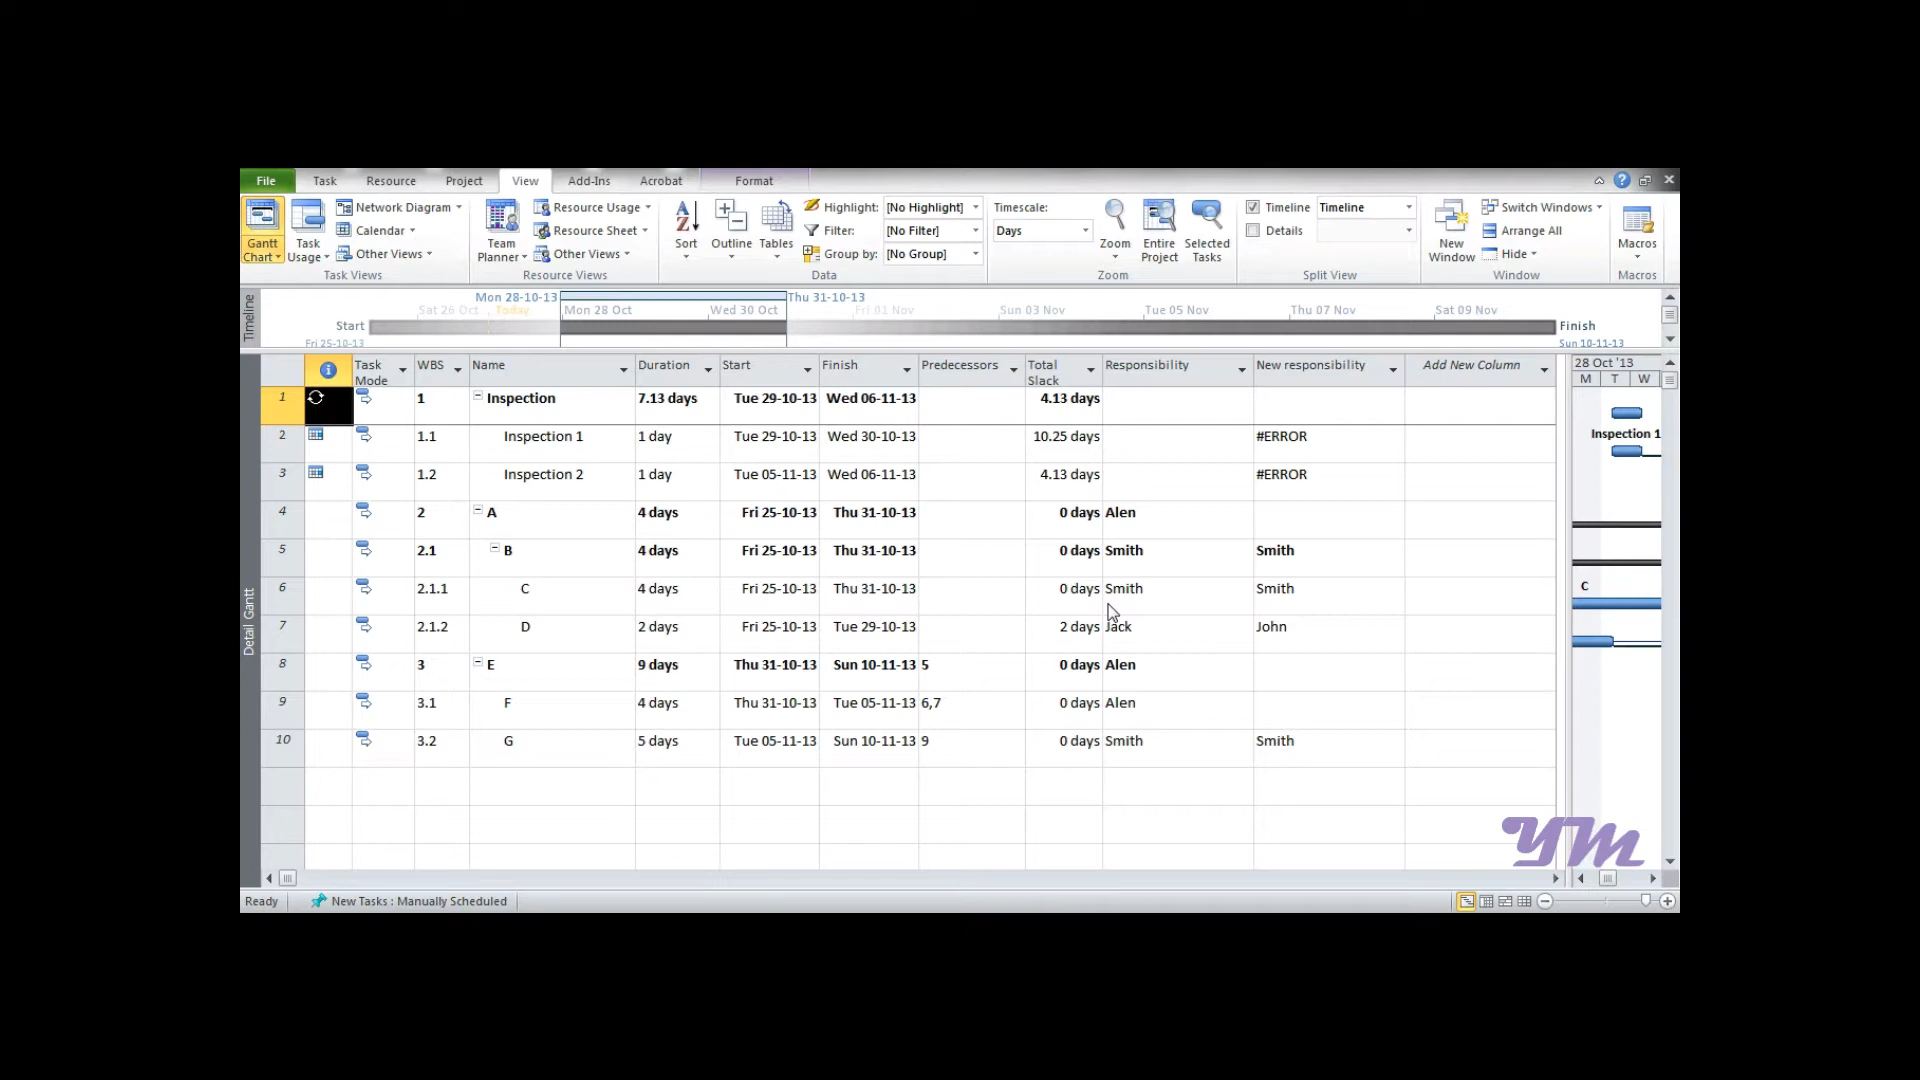 File Task Resource Project View Add-Ins Acrobat Format
Gantt Chart
Task Usage
Network Diagram
Calendar
Other Views
Task Views
Team Planner
Resource Usage
Resource Sheet
Other Views
Resource Views
Sort
Outline
Tables
Highlight: [No Highlight]
Filter: [No Filter]
Group by: [No Group]
Data
Timescale:
Days
Zoom
Entire Project
Selected Tasks
Zoom
Timeline Timeline
Details
Split View
New Window
Switch Windows
Arrange All
Hide
Window
Macros
Macros
Timeline
Mon 28-10-13 Thu 31-10-13
Sat 26 Oct Today Mon 28 Oct Wed 30 Oct Fri 01 Nov Sun 03 Nov Tue 05 Nov Thu 07 Nov Sat 09 Nov
Start Finish
Fri 25-10-13 Sun 10-11-13
Detail Gantt
Task Mode WBS Name Duration Start Finish Predecessors Total Slack Responsibility New responsibility Add New Column
28 Oct '13
M T W
1 1 Inspection 7.13 days Tue 29-10-13 Wed 06-11-13 4.13 days
2 1.1 Inspection 1 1 day Tue 29-10-13 Wed 30-10-13 10.25 days #ERROR
Inspection 1
3 1.2 Inspection 2 1 day Tue 05-11-13 Wed 06-11-13 4.13 days #ERROR
4 2 A 4 days Fri 25-10-13 Thu 31-10-13 0 days Alen
5 2.1 B 4 days Fri 25-10-13 Thu 31-10-13 0 days Smith Smith
6 2.1.1 C 4 days Fri 25-10-13 Thu 31-10-13 0 days Smith Smith
C
7 2.1.2 D 2 days Fri 25-10-13 Tue 29-10-13 2 days Jack John
8 3 E 9 days Thu 31-10-13 Sun 10-11-13 5 0 days Alen
9 3.1 F 4 days Thu 31-10-13 Tue 05-11-13 6,7 0 days Alen
10 3.2 G 5 days Tue 05-11-13 Sun 10-11-13 9 0 days Smith Smith
YM
Ready New Tasks : Manually Scheduled